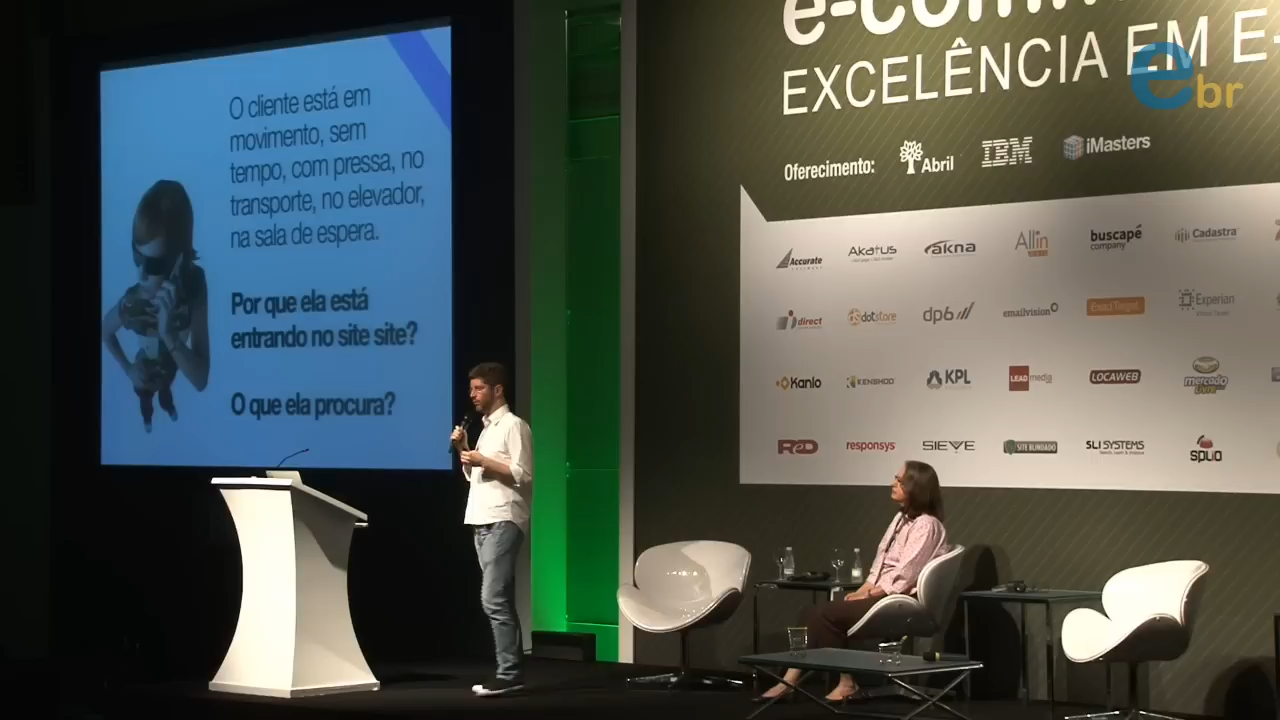 O cliente está em
movimento, sem
tempo, com pressa, no
transporte, no elevador,
na sala de espera.
Por que ela está
entrando no site site?
O que ela procura?
EXCELÊNCIA EM E-
ebr
Oferecimento:
Abril
IBM
iMasters
Accurate
AKaTUS
akna
Allin
buscapé
company
Cadastra
direct
dotstore
dp6
emailvision
ExactTarget
Experian
Kanlo
KENSHOO
KPL
LEAD media
LOCAWEB
mercado
livre
R@D
responsys
SIEVE
SITE BLINDADO
SLI SYSTEMS
splio